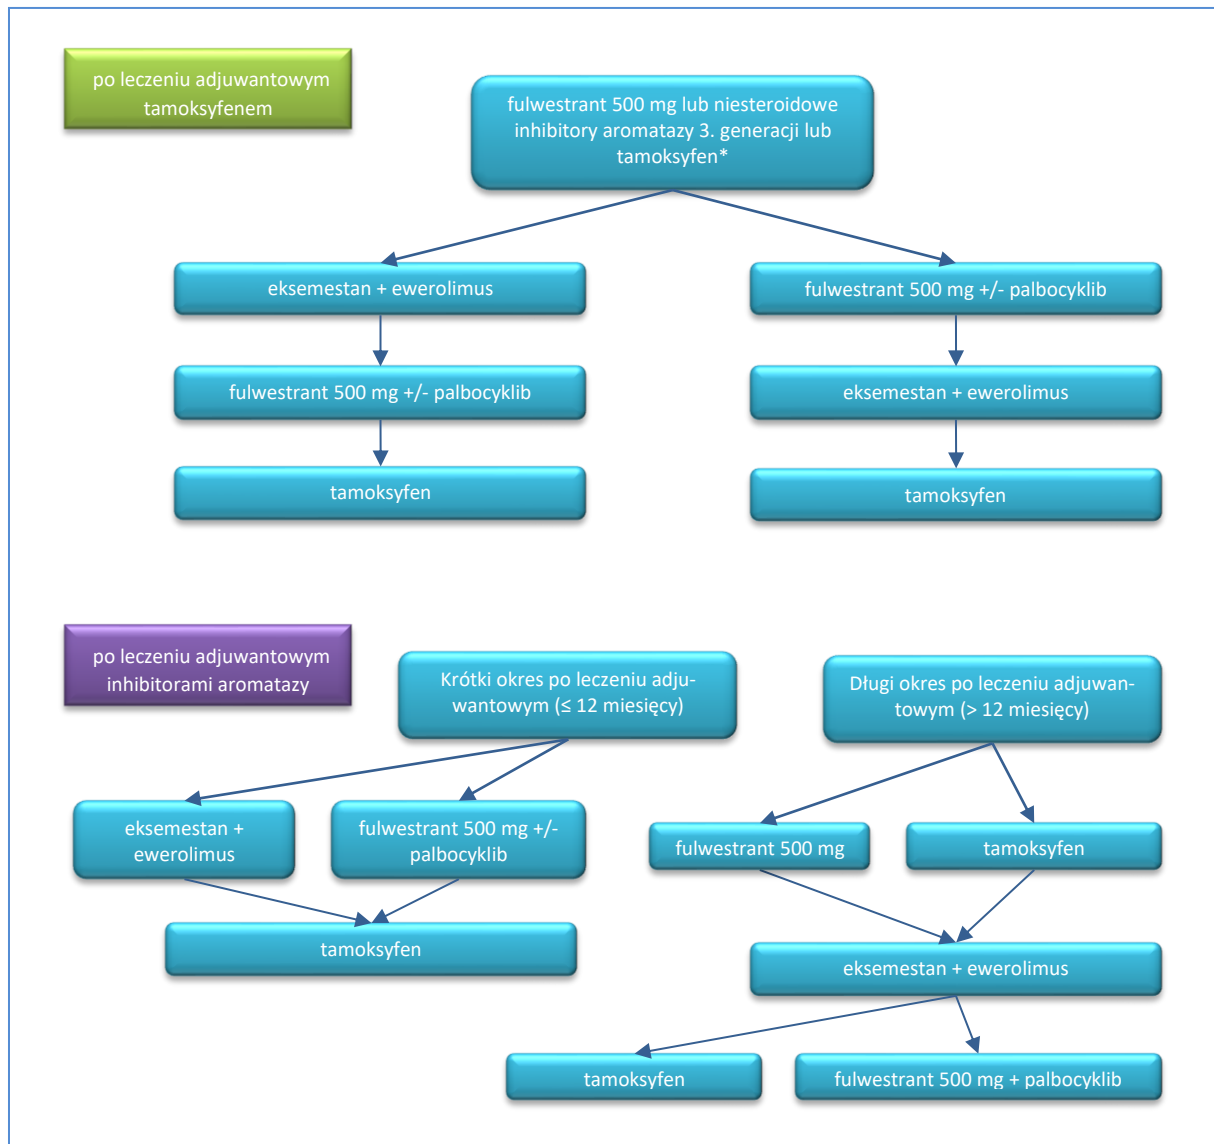 po leczeniu adjuwantowym
tamoksyfenem
fulwestrant 500 mg lub niesteroidowe
inhibitory aromatazy 3. generacji lub
tamoksyfen*
eksemestan + ewerolimus
fulwestrant 500 mg +/- palbocyklib
fulwestrant 500 mg +/- palbocyklib
eksemestan + ewerolimus
tamoksyfen
tamoksyfen
po leczeniu adjuwantowym
inhibitorami aromatazy
Krótki okres po leczeniu adju-
wantowym (≤ 12 miesięcy)
Długi okres po leczeniu adjuwan-
towym (> 12 miesięcy)
eksemestan +
ewerolimus
fulwestrant 500 mg +/-
palbocyklib
fulwestrant 500 mg
tamoksyfen
tamoksyfen
eksemestan + ewerolimus
tamoksyfen
fulwestrant 500 mg + palbocyklib